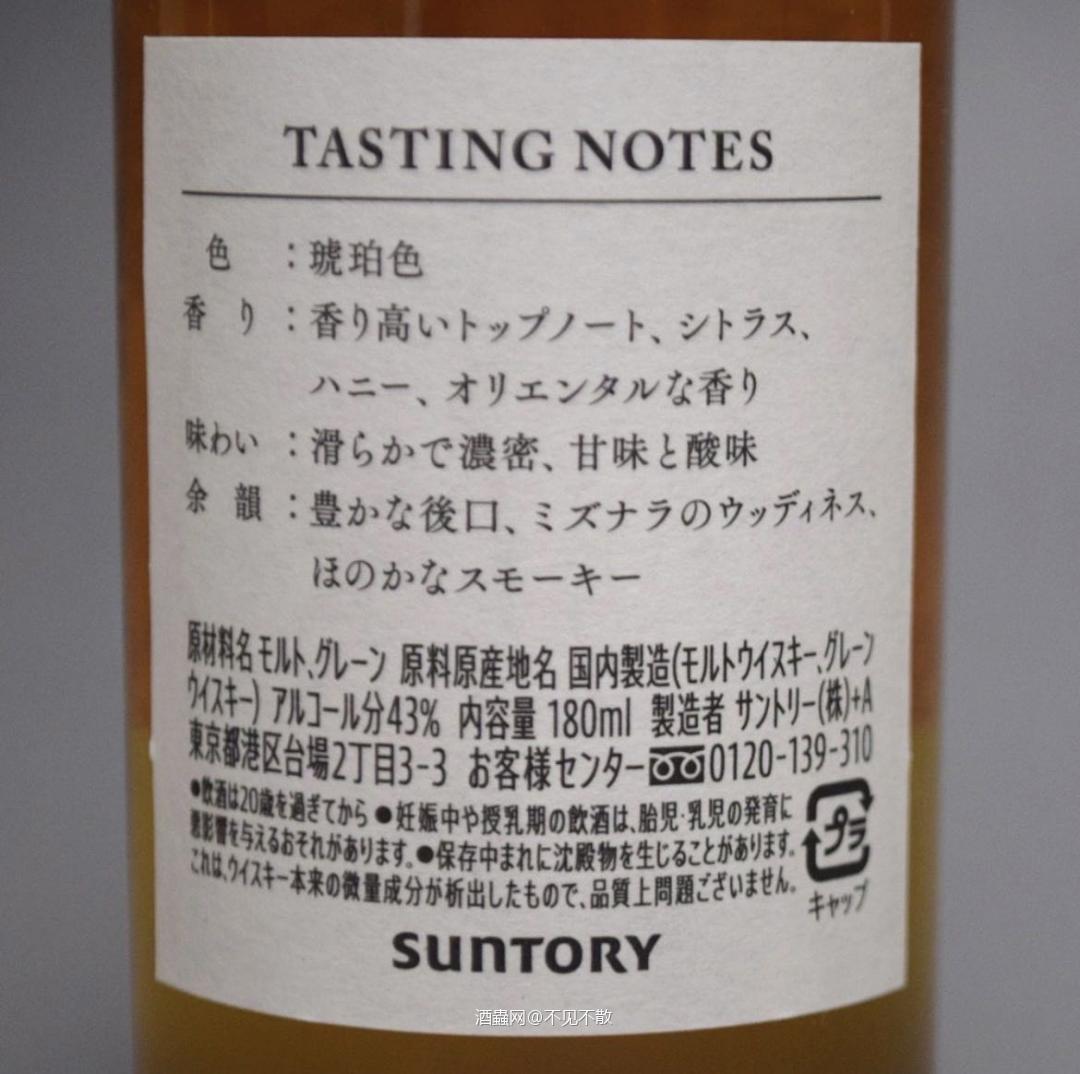 TASTING NOTES
色 ：琥珀色
香り ：香り高いトップノート、シトラス、
ハニー、オリエンタルな香り
味わい ：滑らかで濃密、甘味と酸味
余韻 ：豊かな後口、ミズナラのウッディネス、
ほのかなスモーキー
原材料名 モルト、グレーン 原料原産地名 国内製造(モルトウイスキー、グレーン
ウイスキー) アルコール分43% 内容量 180ml 製造者 サントリー(株)+A
東京都港区台場2丁目3-3 お客様センター 0120-139-310
●飲酒は20歳を過ぎてから ●妊娠中や授乳期の飲酒は、胎児・乳児の発育に
悪影響を与えるおそれがあります。●保存中まれに沈殿物を生じることがあります。
これは、ウイスキー本来の微量成分が析出したもので、品質上問題ございません。
プラ
キャップ
SUNTORY
酒蟲网@不见不散